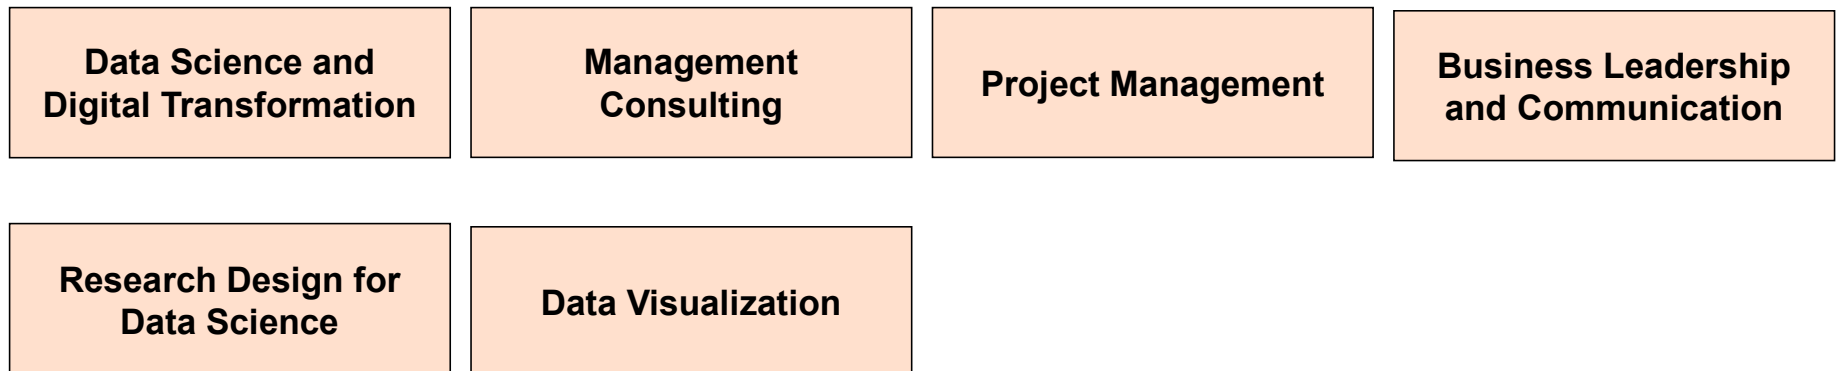 Data Science and
Digital Transformation
Management
Consulting
Project Management
Business Leadership
and Communication
Research Design for
Data Science
Data Visualization